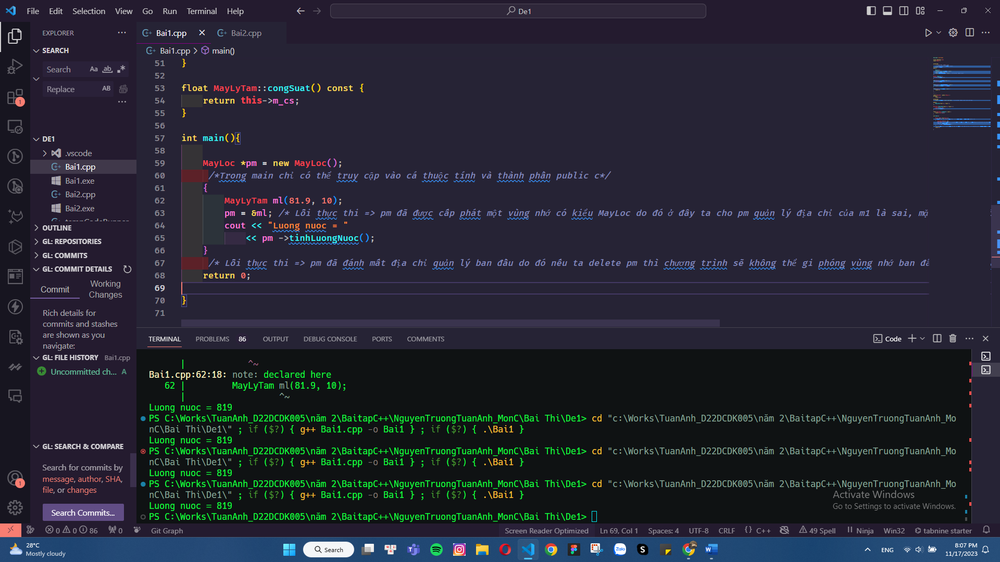 File Edit Selection View Go Run Terminal Help
De1
EXPLORER
SEARCH
Search Aa ab
Replace AB
DE1
.vscode
Bai1.cpp
Bai1.exe
Bai2.cpp
Bai2.exe
OUTLINE
GL: REPOSITORIES
GL: COMMITS
GL: COMMIT DETAILS
Commit
Working Changes
Rich details for
commits and stashes
are shown as you
navigate:
GL: FILE HISTORY Bai1.cpp
Uncommitted ch... A
GL: SEARCH & COMPARE
Search for commits by
message, author, SHA,
file, or changes
Search Commits...
Bai1.cpp Bai2.cpp
Bai1.cpp > main()
51 }
52
53 float MayLyTam::congSuat() const {
54 return this->m_cs;
55 }
56
57 int main(){
58
59 MayLoc *pm = new MayLoc();
60 /*Trong main chỉ có thể truy cập vào cá thuộc tính và thành phần public c*/
61 {
62 MayLyTam ml(81.9, 10);
63 pm = &ml; /* Lỗi thực thi => pm đã được cấp phát một vùng nhớ có kiểu MayLoc do đó ở đây ta cho pm quản lý địa chỉ của m1 là sai, mặ
64 cout << "Luong nuoc = "
65 << pm ->tinhLuongNuoc();
66 }
67 /* Lỗi thực thi => pm đã đánh mất địa chỉ quản lý ban đầu do đó nếu ta delete pm thì chương trình sẽ không thể gi phóng vùng nhớ ban đầ
68 return 0;
69
70 }
71
TERMINAL PROBLEMS 86 OUTPUT DEBUG CONSOLE PORTS COMMENTS
Code
| ^~
Bai1.cpp:62:18: note: declared here
62 | MayLyTam ml(81.9, 10);
| ^~
Luong nuoc = 819
PS C:\Works\TuanAnh_D22DCDK005\năm 2\BaitapC++\NguyenTruongTuanAnh_MonC\Bai Thi\De1> cd "c:\Works\TuanAnh_D22DCDK005\năm 2\BaitapC++\NguyenTruongTuanAnh_Mo
nC\Bai Thi\De1\" ; if ($?) { g++ Bai1.cpp -o Bai1 } ; if ($?) { .\Bai1 }
Luong nuoc = 819
PS C:\Works\TuanAnh_D22DCDK005\năm 2\BaitapC++\NguyenTruongTuanAnh_MonC\Bai Thi\De1> cd "c:\Works\TuanAnh_D22DCDK005\năm 2\BaitapC++\NguyenTruongTuanAnh_Mo
nC\Bai Thi\De1\" ; if ($?) { g++ Bai1.cpp -o Bai1 } ; if ($?) { .\Bai1 }
Luong nuoc = 819
PS C:\Works\TuanAnh_D22DCDK005\năm 2\BaitapC++\NguyenTruongTuanAnh_MonC\Bai Thi\De1> cd "c:\Works\TuanAnh_D22DCDK005\năm 2\BaitapC++\NguyenTruongTuanAnh_Mo
nC\Bai Thi\De1\" ; if ($?) { g++ Bai1.cpp -o Bai1 } ; if ($?) { .\Bai1 }
Luong nuoc = 819
PS C:\Works\TuanAnh_D22DCDK005\năm 2\BaitapC++\NguyenTruongTuanAnh_MonC\Bai Thi\De1>
Activate Windows
Go to Settings to activate Windows.
0 0 86 0 Git Graph Screen Reader Optimized Ln 69, Col 1 Spaces: 4 UTF-8 CRLF {} C++ 49 Spell Ninja Win32 tabnine starter
28°C
Mostly cloudy
Search
ENG
8:07 PM
11/17/2023